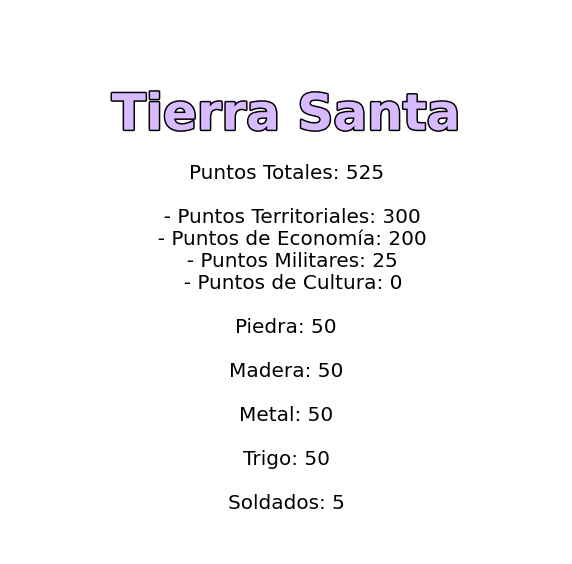 Tierra Santa
Puntos Totales: 525
- Puntos Territoriales: 300
- Puntos de Economía: 200
- Puntos Militares: 25
- Puntos de Cultura: 0
Piedra: 50
Madera: 50
Metal: 50
Trigo: 50
Soldados: 5